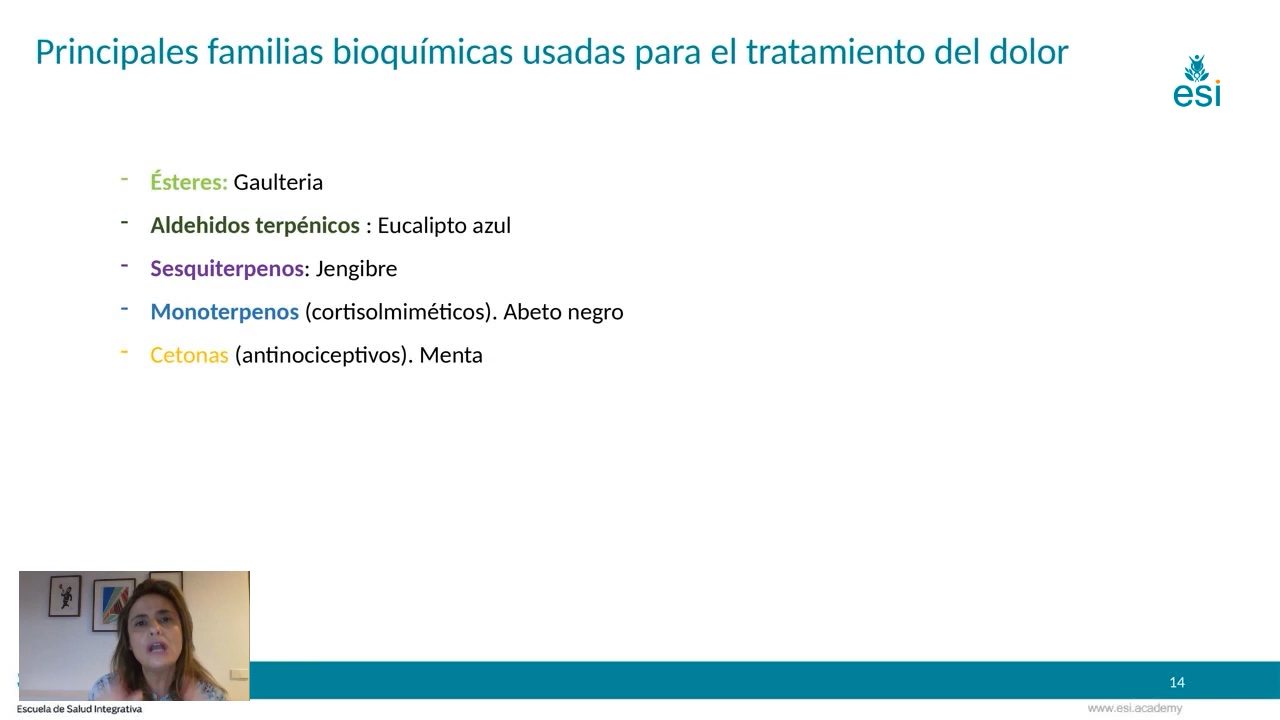 Principales familias bioquímicas usadas para el tratamiento del dolor
esi
- Ésteres: Gaulteria
- Aldehidos terpénicos : Eucalipto azul
- Sesquiterpenos: Jengibre
- Monoterpenos (cortisolmiméticos). Abeto negro
- Cetonas (antinociceptivos). Menta
14
Escuela de Salud Integrativa
www.esi.academy